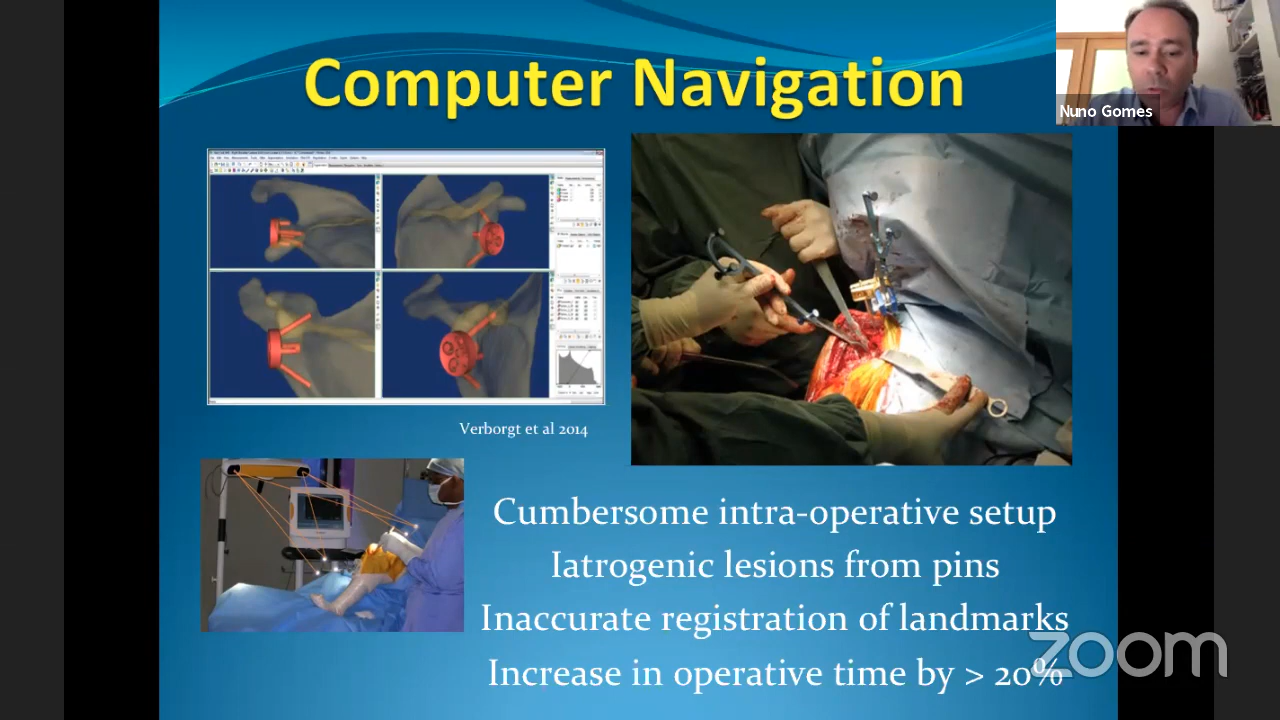 Computer Navigation
Nuno Gomes
Verborgt et al 2014
Cumbersome intra-operative setup
Iatrogenic lesions from pins
Inaccurate registration of landmarks
Increase in operative time by > 20%
zoom